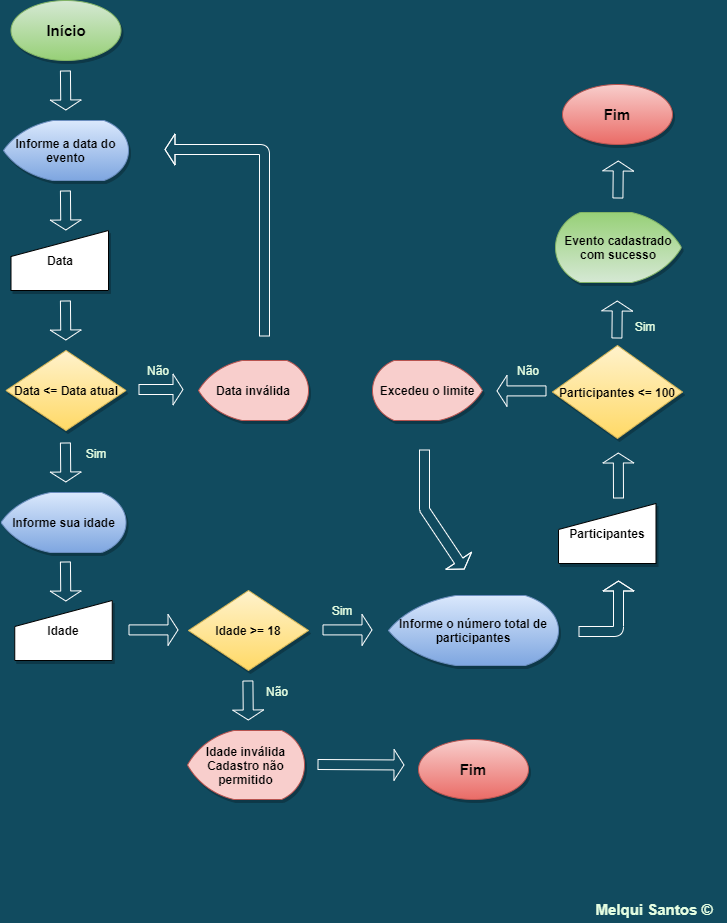 Início
Informe a data do
evento
Data
Data <= Data atual
Não
Data inválida
Sim
Informe sua idade
Idade
Idade >= 18
Não
Idade inválida
Cadastro não
permitido
Fim
Sim
Informe o número total de
participantes
Participantes
Participantes <= 100
Não
Excedeu o limite
Sim
Evento cadastrado
com sucesso
Fim
Melqui Santos ©